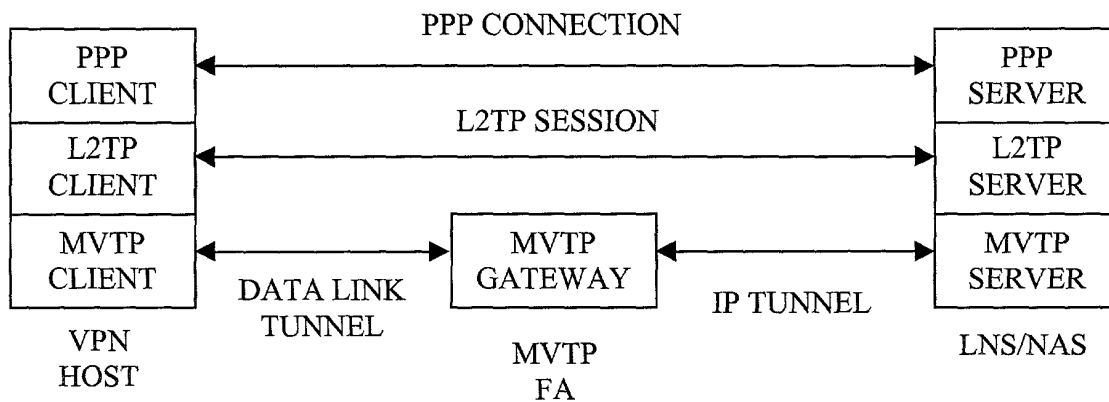 PPP CONNECTION
PPP
CLIENT
PPP
SERVER
L2TP SESSION
L2TP
CLIENT
L2TP
SERVER
MVTP
CLIENT
MVTP
GATEWAY
MVTP
SERVER
DATA LINK
TUNNEL
IP TUNNEL
VPN
HOST
MVTP
FA
LNS/NAS